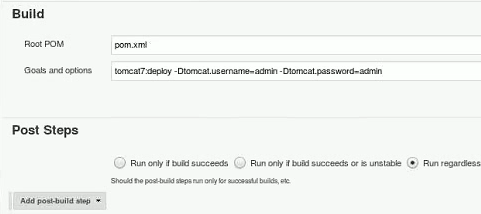 Build
Root POM pom.xml
Goals and options tomcat7:deploy -Dtomcat.username=admin -Dtomcat.password=admin
Post Steps
Run only if build succeeds Run only if build succeeds or is unstable Run regardless
Should the post-build steps run only for successful builds, etc.
Add post-build step